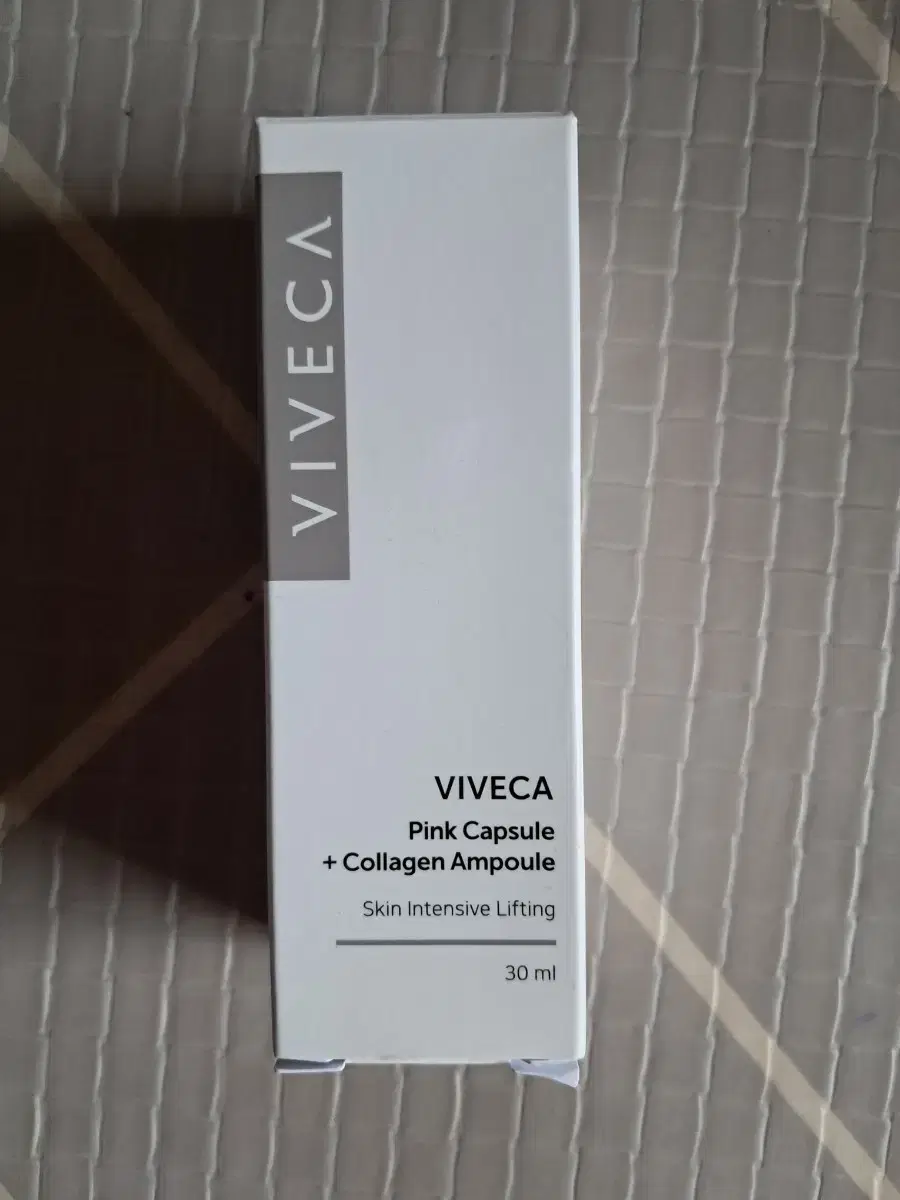 VIVECA
VIVECA
Pink Capsule
+ Collagen Ampoule
Skin Intensive Lifting
30 ml